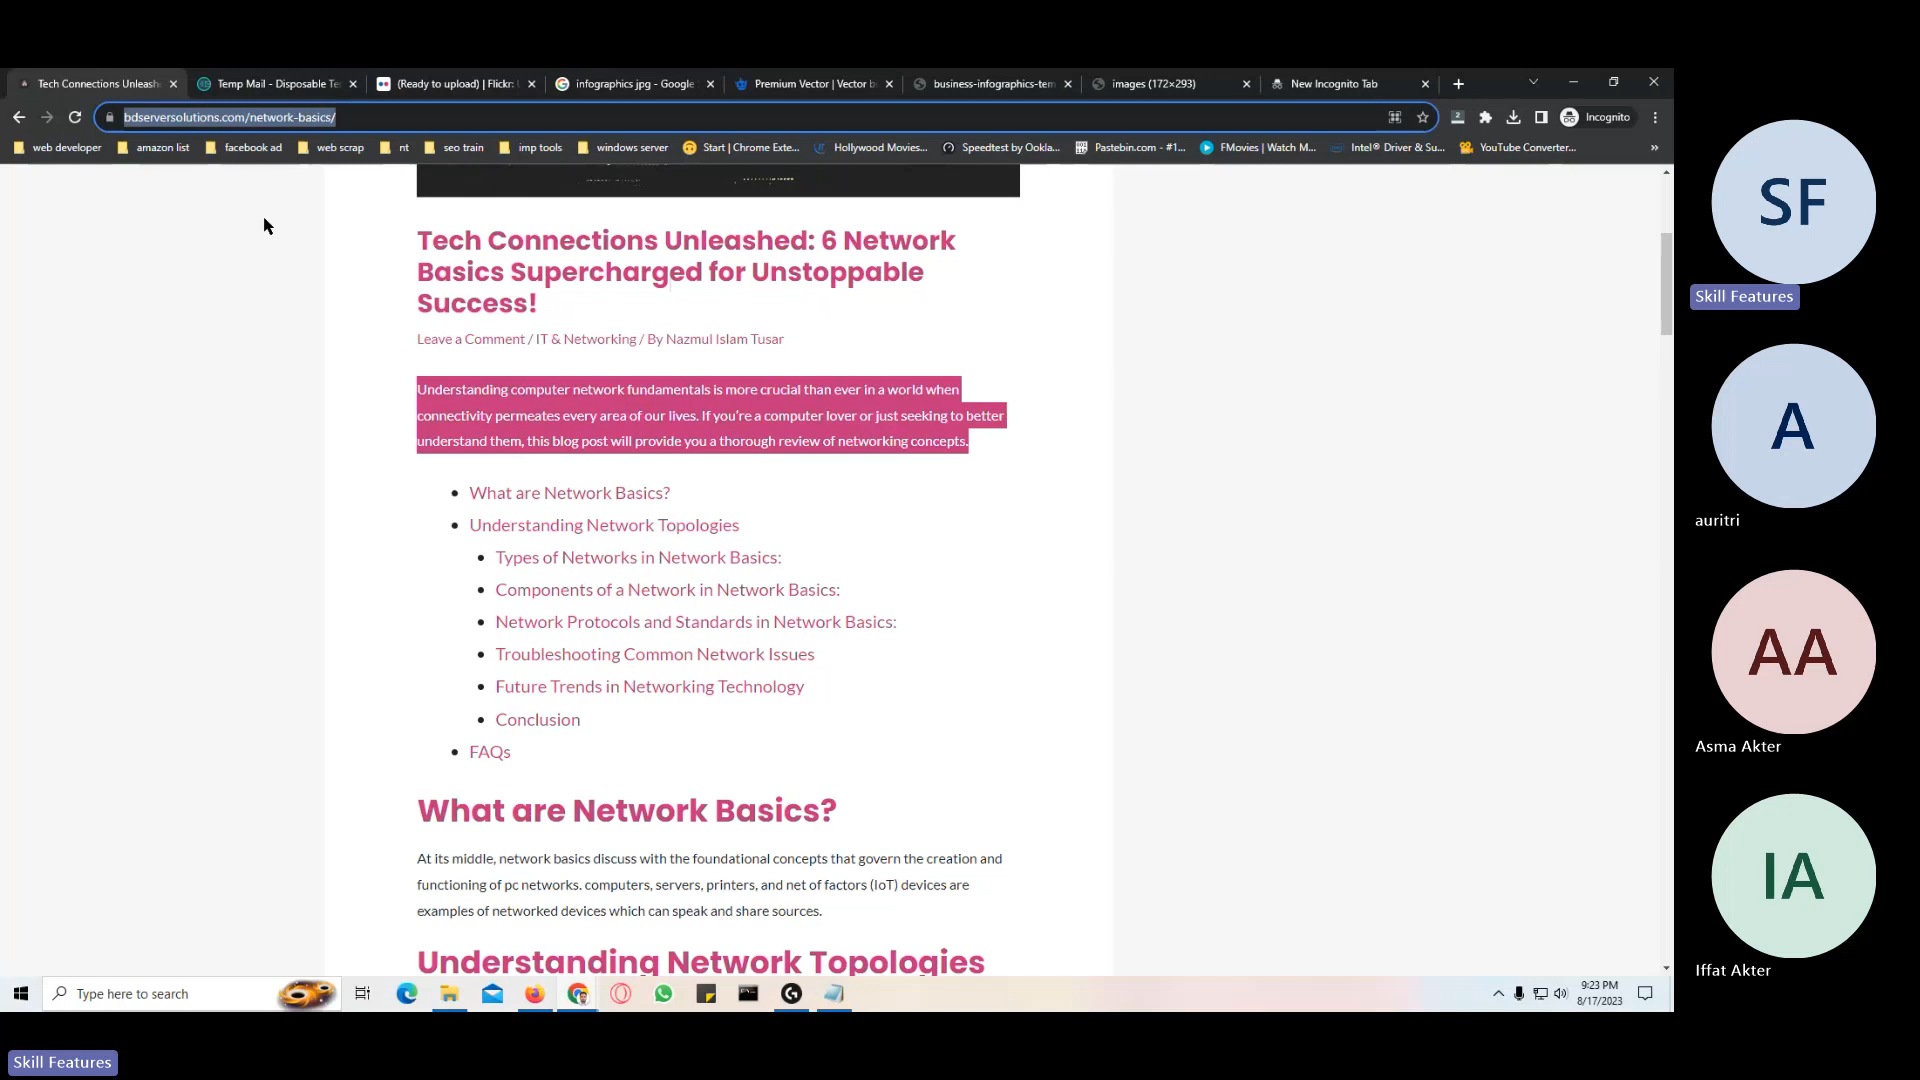 Tech Connections Unleash
Temp Mail - Disposable Te
(Ready to upload) | Flickr:
infographics jpg - Google
Premium Vector | Vector b
business-infographics-tem
images (172×293)
New Incognito Tab
bdserversolutions.com/network-basics/
2
Incognito
web developer
amazon list
facebook ad
web scrap
nt
seo train
imp tools
windows server
Start | Chrome Exte...
Hollywood Movies...
Speedtest by Ookla...
Pastebin.com - #1...
FMovies | Watch M...
Intel® Driver & Su...
YouTube Converter...
»
Tech Connections Unleashed: 6 Network
Basics Supercharged for Unstoppable
Success!
Leave a Comment / IT & Networking / By Nazmul Islam Tusar
Understanding computer network fundamentals is more crucial than ever in a world when
connectivity permeates every area of our lives. If you're a computer lover or just seeking to better
understand them, this blog post will provide you a thorough review of networking concepts.
What are Network Basics?
Understanding Network Topologies
Types of Networks in Network Basics:
Components of a Network in Network Basics:
Network Protocols and Standards in Network Basics:
Troubleshooting Common Network Issues
Future Trends in Networking Technology
Conclusion
FAQs
What are Network Basics?
At its middle, network basics discuss with the foundational concepts that govern the creation and
functioning of pc networks. computers, servers, printers, and net of factors (IoT) devices are
examples of networked devices which can speak and share sources.
Understanding Network Topologies
Type here to search
9:23 PM
8/17/2023
SF
Skill Features
A
auritri
AA
Asma Akter
IA
Iffat Akter
Skill Features